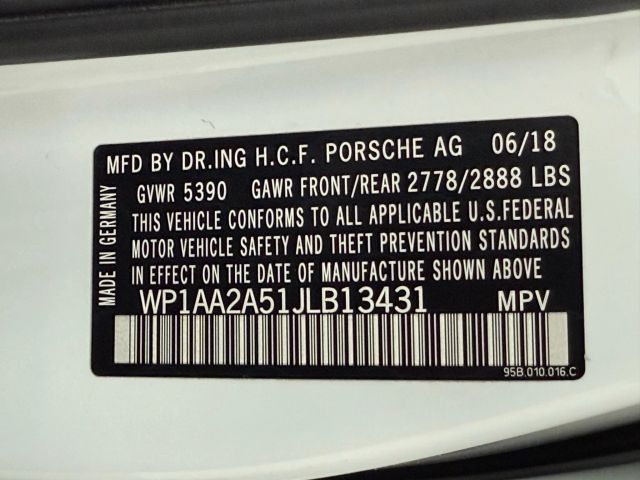 MFD BY DR.ING H.C.F. PORSCHE AG 06/18
GVWR 5390 GAWR FRONT/REAR 2778/2888 LBS
THIS VEHICLE CONFORMS TO ALL APPLICABLE U.S.FEDERAL
MOTOR VEHICLE SAFETY AND THEFT PREVENTION STANDARDS
IN EFFECT ON THE DATE OF MANUFACTURE SHOWN ABOVE
WP1AA2A51JLB13431 MPV
95B.010.016.C
MADE IN GERMANY